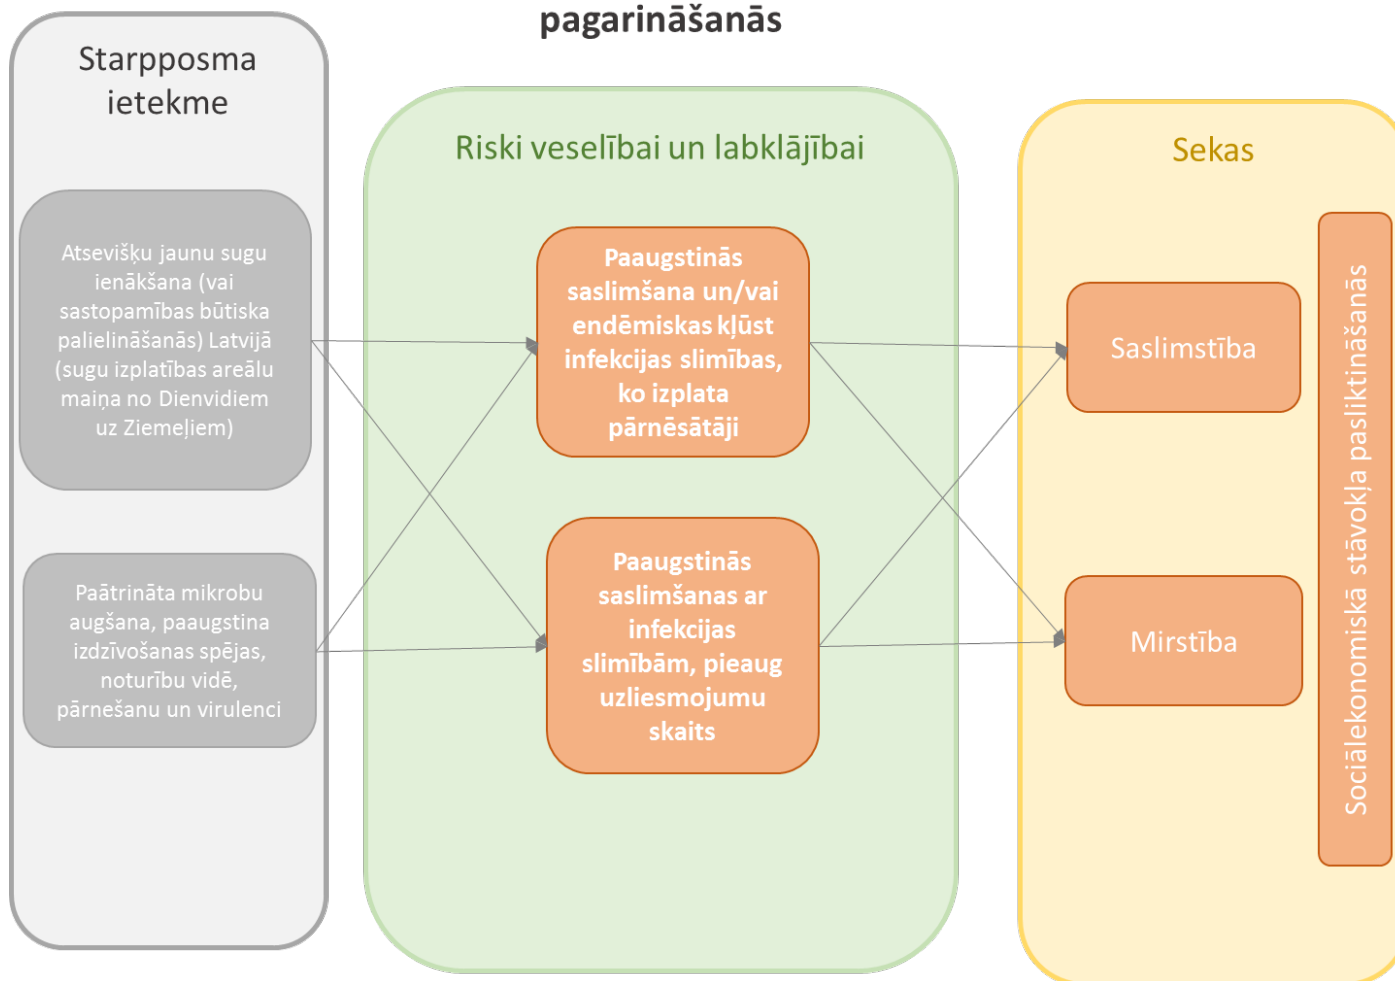 pagarināšanās
Starpposma
ietekme
Atsevišķu jaunu sugu
ienākšana (vai
sastopamības būtiska
palielināšanās) Latvijā
(sugu izplatības areālu
maiņa no Dienvidiem
uz Ziemeļiem)
Paātrināta mikrobu
augšana, paaugstina
izdzīvošanas spējas,
noturību vidē,
pārnešanu un virulenci
Riski veselībai un labklājībai
Paaugstinās
saslimšana un/vai
endēmiskas kļūst
infekcijas slimības,
ko izplata
pārnēsātāji
Paaugstinās
saslimšanas ar
infekcijas
slimībām, pieaug
uzliesmojumu
skaits
Sekas
Saslimstība
Mirstība
Sociālekonomiskā stāvokļa pasliktināšanās